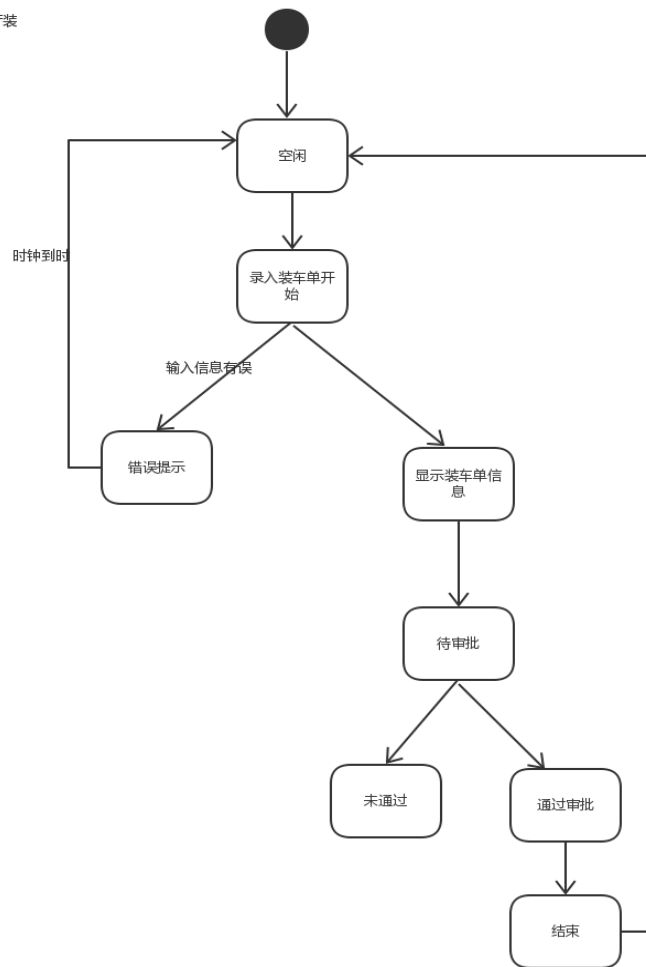 装
空闲
录入装车单开
始
时钟到时
输入信息有误
错误提示
显示装车单信
息
待审批
未通过
通过审批
结束